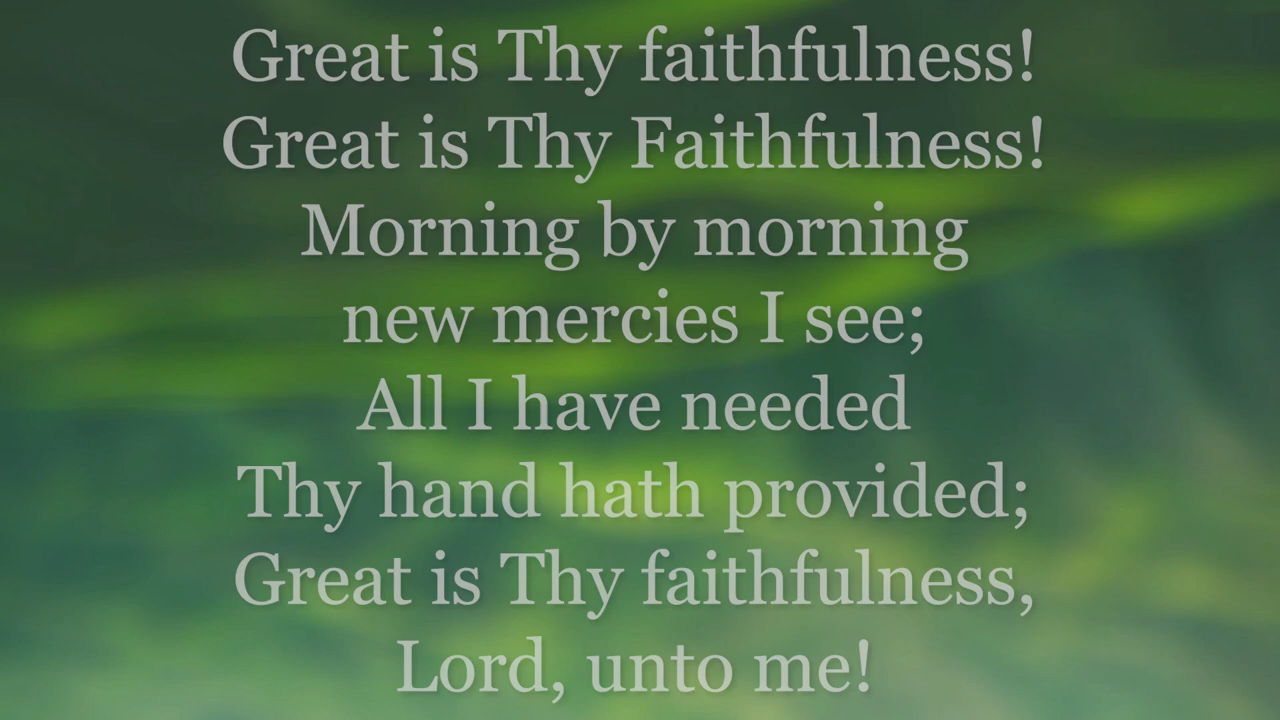 Great is Thy faithfulness!
Great is Thy Faithfulness!
Morning by morning
new mercies I see;
All I have needed
Thy hand hath provided;
Great is Thy faithfulness,
Lord, unto me!